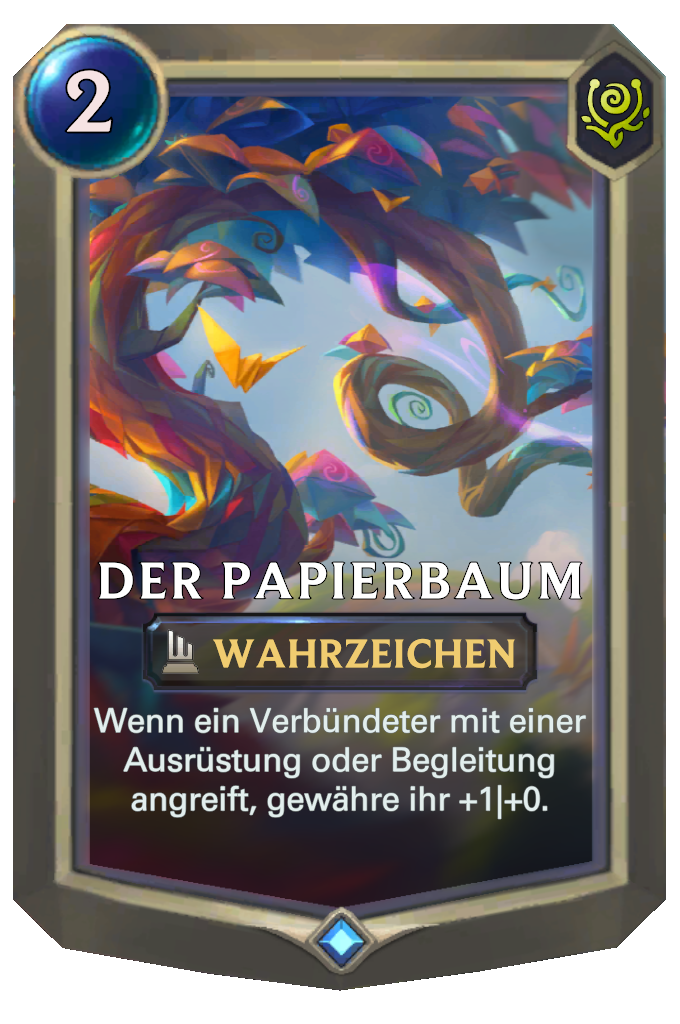 2
DER PAPIERBAUM
WAHRZEICHEN
Wenn ein Verbündeter mit einer
Ausrüstung oder Begleitung
angreift, gewähre ihr +1|+0.